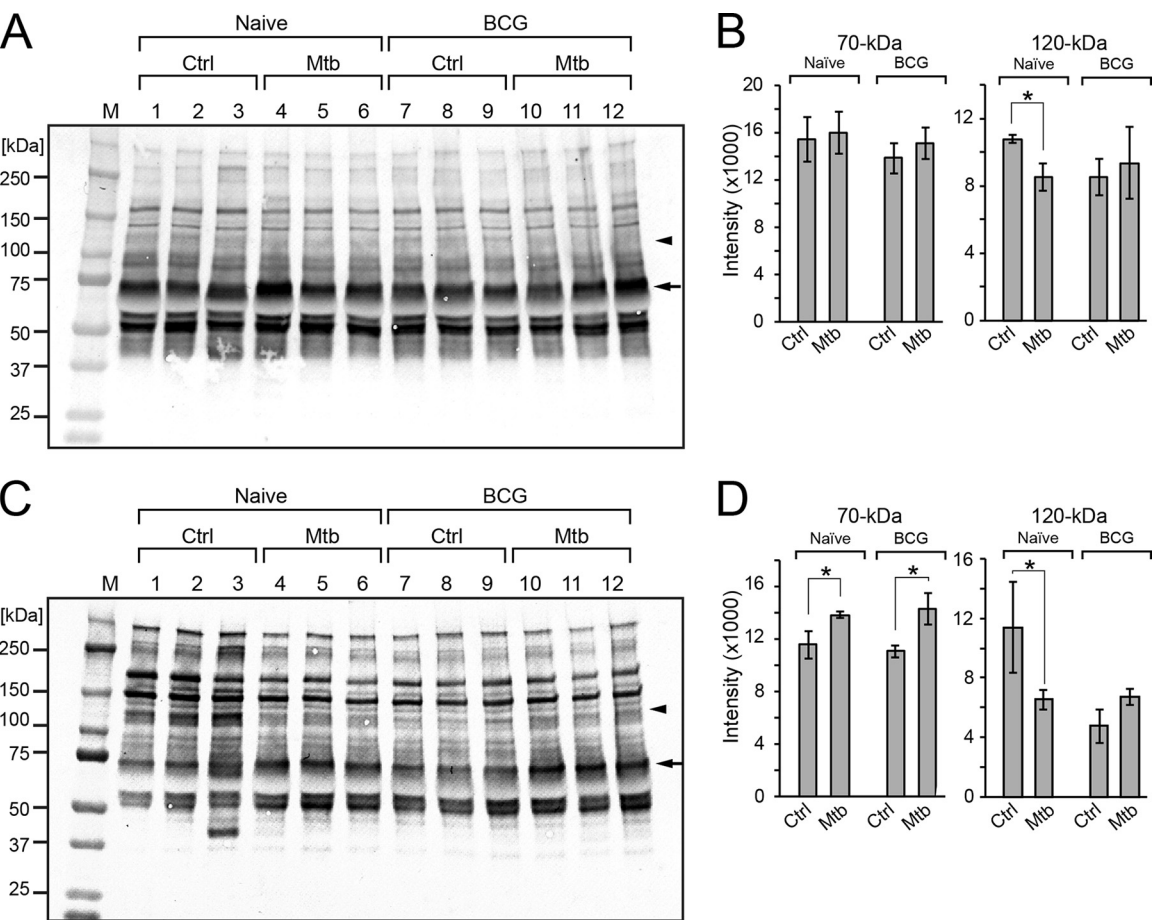 A
Naive BCG
Ctrl Mtb Ctrl Mtb
M 1 2 3 4 5 6 7 8 9 10 11 12
[kDa]
250
150
100
75
50
37
25
B
70-kDa 120-kDa
Naïve BCG Naïve BCG
Intensity (x1000)
20
16
12
8
4
0
*
12
8
4
0
Ctrl Mtb Ctrl Mtb Ctrl Mtb Ctrl Mtb
C
Naive BCG
Ctrl Mtb Ctrl Mtb
M 1 2 3 4 5 6 7 8 9 10 11 12
[kDa]
250
150
100
75
50
37
25
D
70-kDa 120-kDa
Naïve BCG Naïve BCG
Intensity (x1000)
16
12
8
4
0
* *
16
12
8
4
0
*
Ctrl Mtb Ctrl Mtb Ctrl Mtb Ctrl Mtb